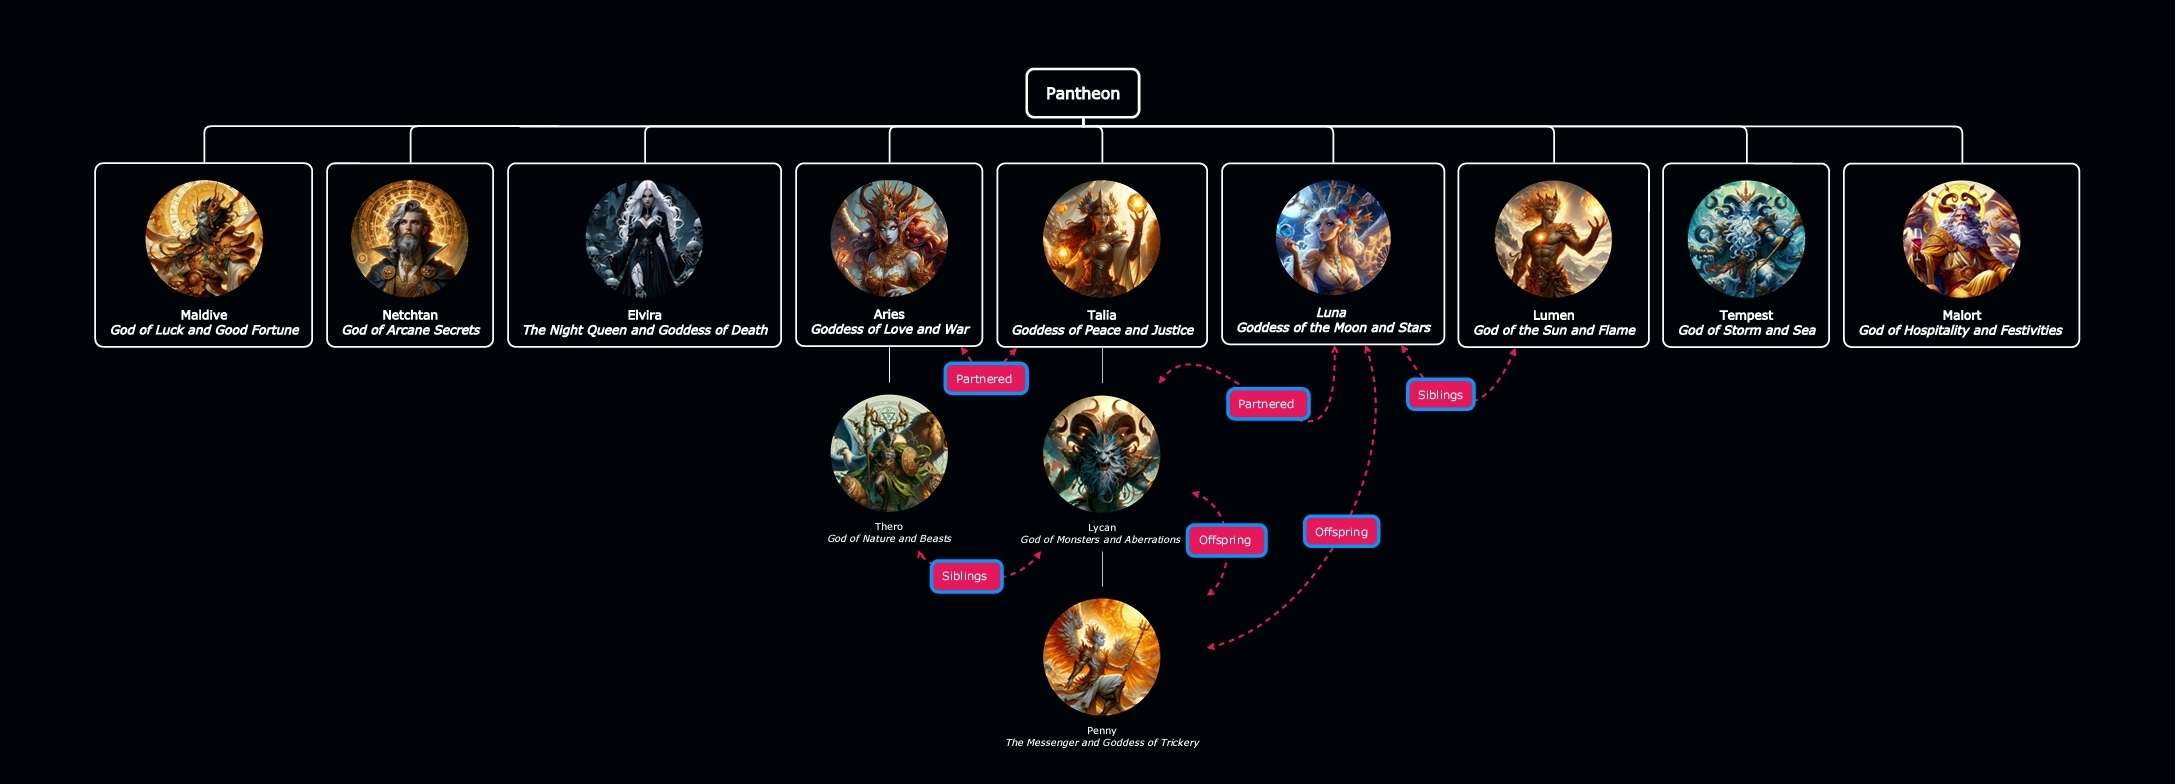 Pantheon
Maldive
God of Luck and Good Fortune
Netchtan
God of Arcane Secrets
Elvira
The Night Queen and Goddess of Death
Aries
Goddess of Love and War
Talia
Goddess of Peace and Justice
Luna
Goddess of the Moon and Stars
Lumen
God of the Sun and Flame
Tempest
God of Storm and Sea
Malort
God of Hospitality and Festivities
Partnered
Partnered
Siblings
Thero
God of Nature and Beasts
Lycan
God of Monsters and Aberrations
Offspring
Offspring
Siblings
Penny
The Messenger and Goddess of Trickery